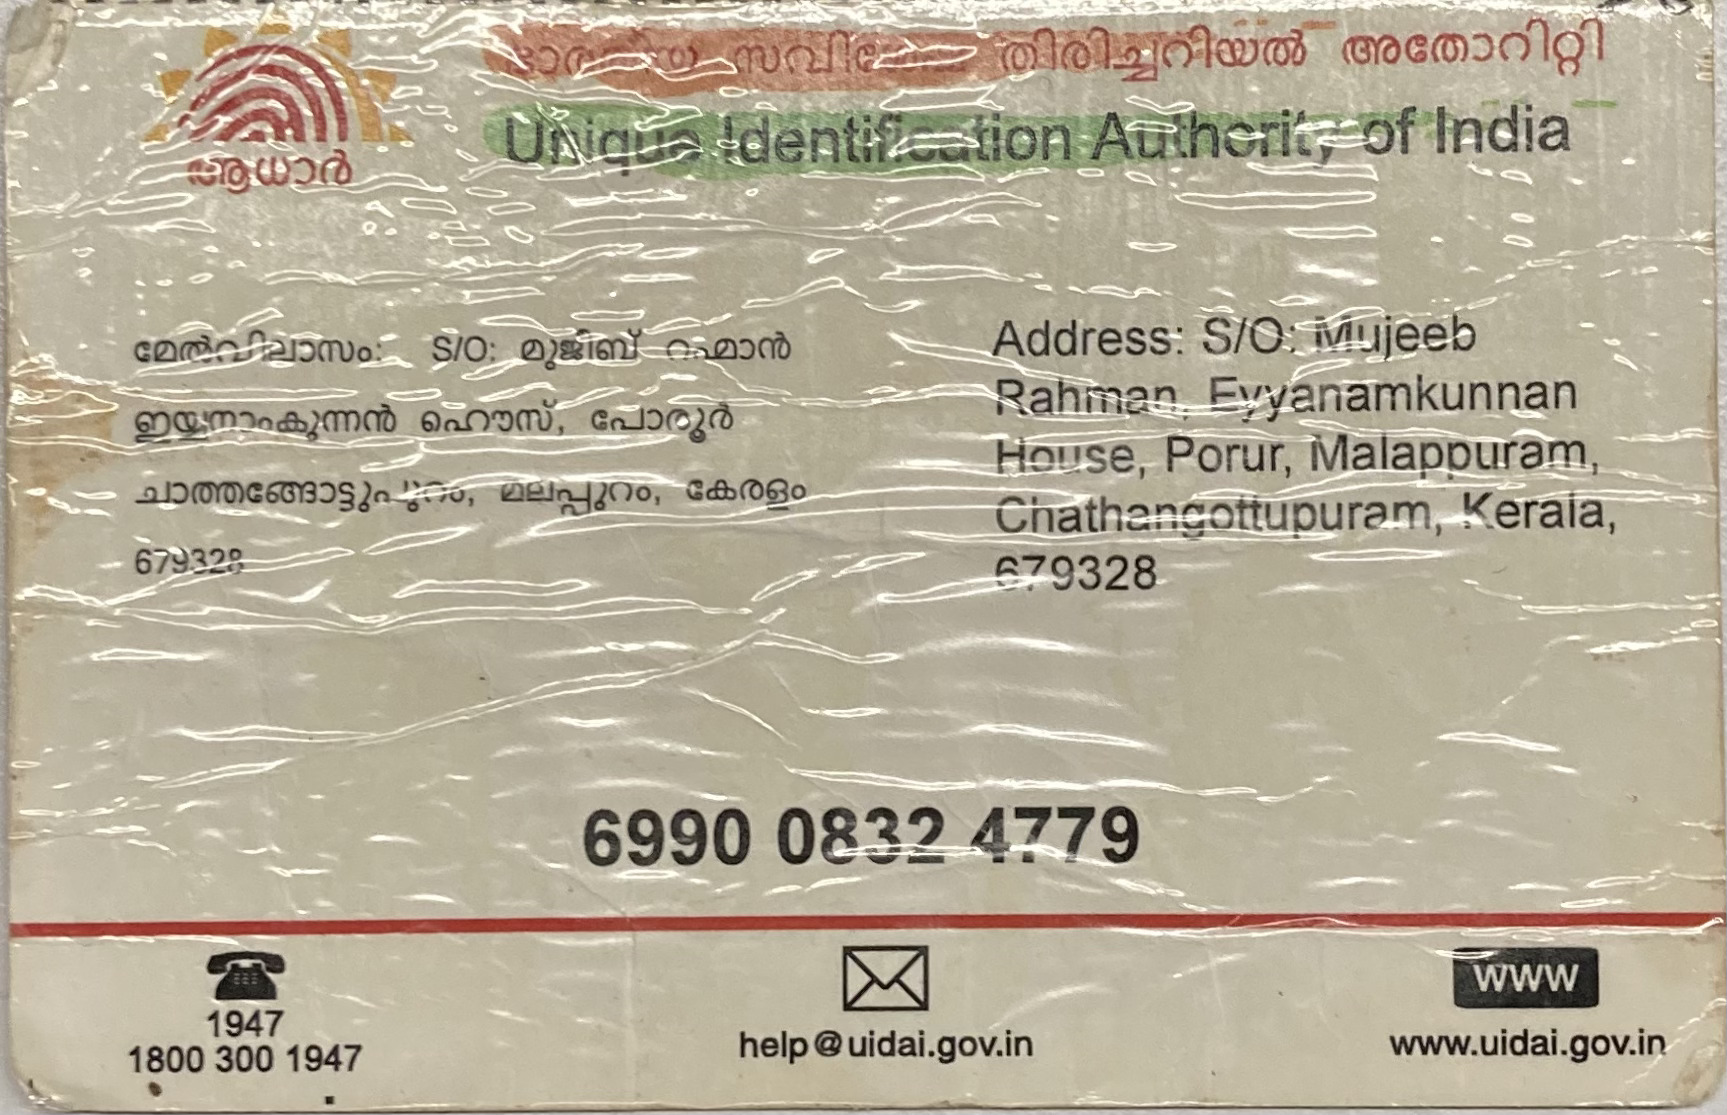 ആധാർ
ഭാരതീയ സവിശേഷ തിരിച്ചറിയൽ അതോറിറ്റി
Unique Identification Authority of India
മേൽവിലാസം: S/O: മുജീബ് റഹ്മാൻ
ഇയ്യനാംകുന്നൻ ഹൌസ്, പോരൂർ
ചാത്തങ്ങോട്ടുപുറം, മലപ്പുറം, കേരളം
679328
Address: S/O: Mujeeb
Rahman, Eyyanamkunnan
House, Porur, Malappuram,
Chathangottupuram, Kerala,
679328
6990 0832 4779
1947
1800 300 1947
help@uidai.gov.in
www
www.uidai.gov.in